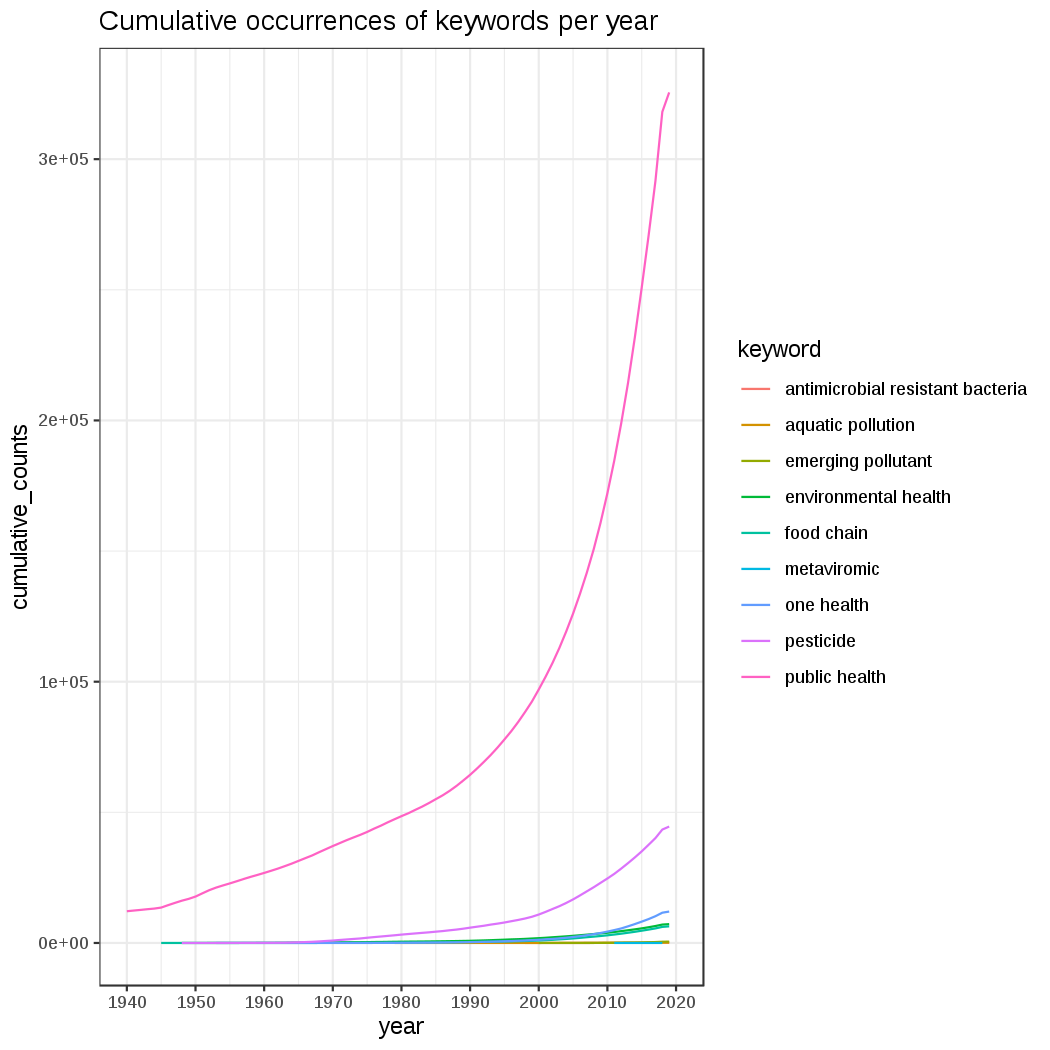 Cumulative occurrences of keywords per year
3e+05
2e+05
1e+05
0e+00
cumulative_counts
1940 1950 1960 1970 1980 1990 2000 2010 2020
year
keyword
antimicrobial resistant bacteria
aquatic pollution
emerging pollutant
environmental health
food chain
metaviromic
one health
pesticide
public health